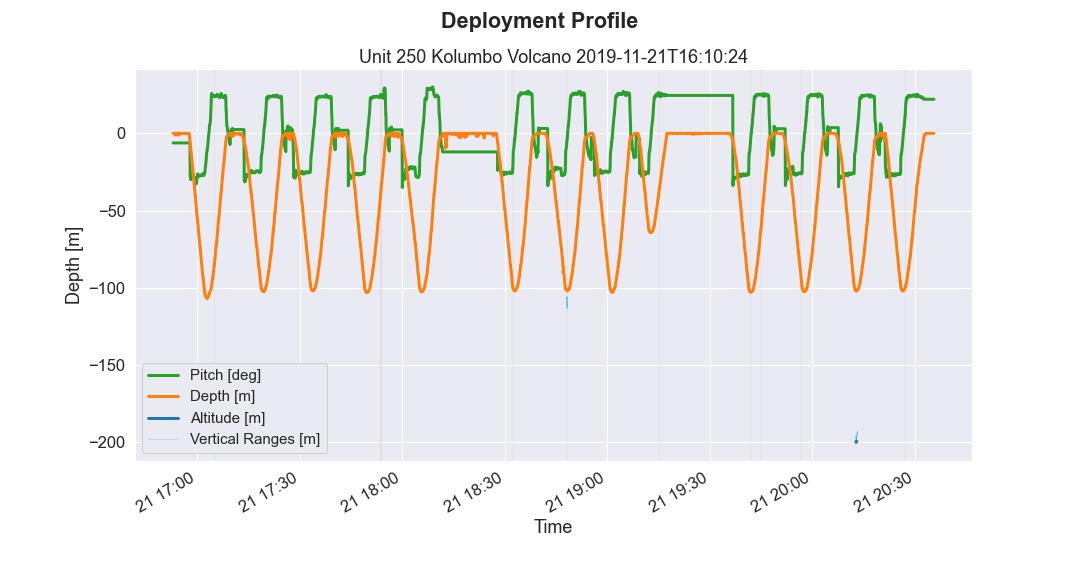 Deployment Profile
Unit 250 Kolumbo Volcano 2019-11-21T16:10:24
Depth [m]
0
−50
−100
−150
−200
Pitch [deg]
Depth [m]
Altitude [m]
Vertical Ranges [m]
21 17:00
21 17:30
21 18:00
21 18:30
21 19:00
21 19:30
21 20:00
21 20:30
Time